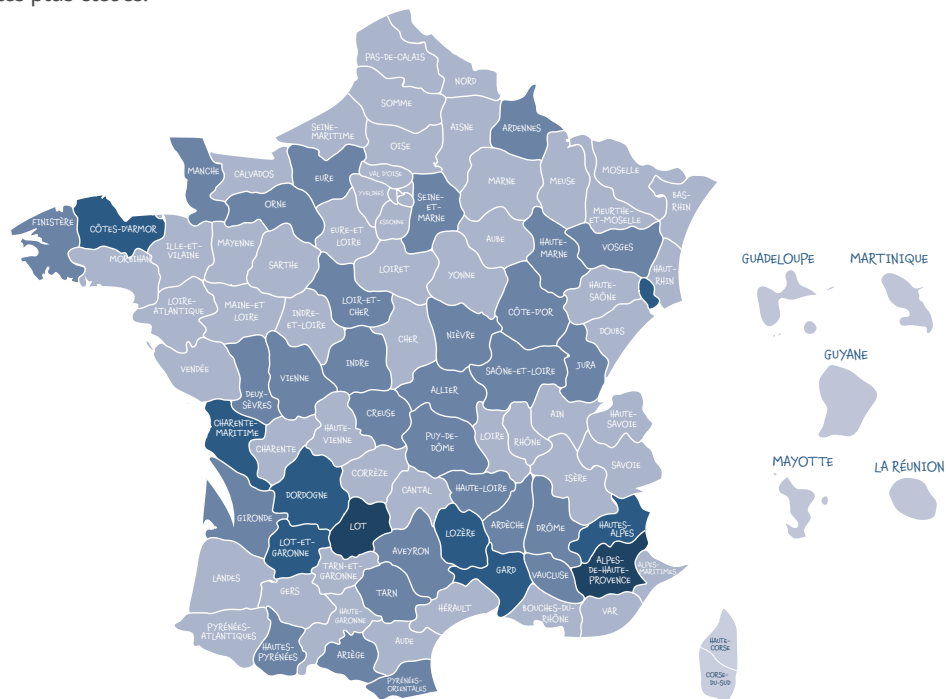 PAS-DE-CALAIS
NORD
SOMME
SEINE-
MARITIME
AISNE
ARDENNES
OISE
MANCHE
CALVADOS
EURE
VAL D'OISE
YVELINES
ESSONNE
SEINE-
ET-
MARNE
MARNE
MEUSE
MOSELLE
BAS-
RHIN
MEURTHE-
ET-MOSELLE
ORNE
FINISTÈRE
CÔTES-D'ARMOR
MORBIHAN
ILLE-ET-
VILAINE
MAYENNE
SARTHE
EURE-ET
LOIRE
LOIRET
YONNE
AUBE
HAUTE-
MARNE
VOSGES
HAUT-
RHIN
HAUTE-
SAÔNE
LOIRE-
ATLANTIQUE
MAINE-ET
LOIRE
INDRE-
ET-LOIRE
LOIR-ET-
CHER
CHER
NIÈVRE
CÔTE-D'OR
DOUBS
JURA
SAÔNE-ET-LOIRE
VENDÉE
DEUX-
SÈVRES
VIENNE
INDRE
ALLIER
CREUSE
CHARENTE-
MARITIME
CHARENTE
HAUTE-
VIENNE
PUY-DE-
DÔME
LOIRE
RHÔNE
AIN
HAUTE-
SAVOIE
SAVOIE
ISÈRE
CORRÈZE
DORDOGNE
CANTAL
HAUTE-LOIRE
GIRONDE
LOT
LOT-ET-
GARONNE
AVEYRON
LOZÈRE
ARDÈCHE
DRÔME
HAUTES-
ALPES
ALPES-
DE-HAUTE-
PROVENCE
ALPES-
MARITIMES
LANDES
GERS
TARN-ET-
GARONNE
TARN
GARD
VAUCLUSE
HÉRAULT
BOUCHES-DU-
RHÔNE
VAR
PYRÉNÉES-
ATLANTIQUES
HAUTES-
PYRÉNÉES
HAUTE-
GARONNE
ARIÈGE
AUDE
PYRÉNÉES-
ORIENTALES
HAUTE-
CORSE
CORSE-
DU-SUD
GUADELOUPE
MARTINIQUE
GUYANE
MAYOTTE
LA RÉUNION